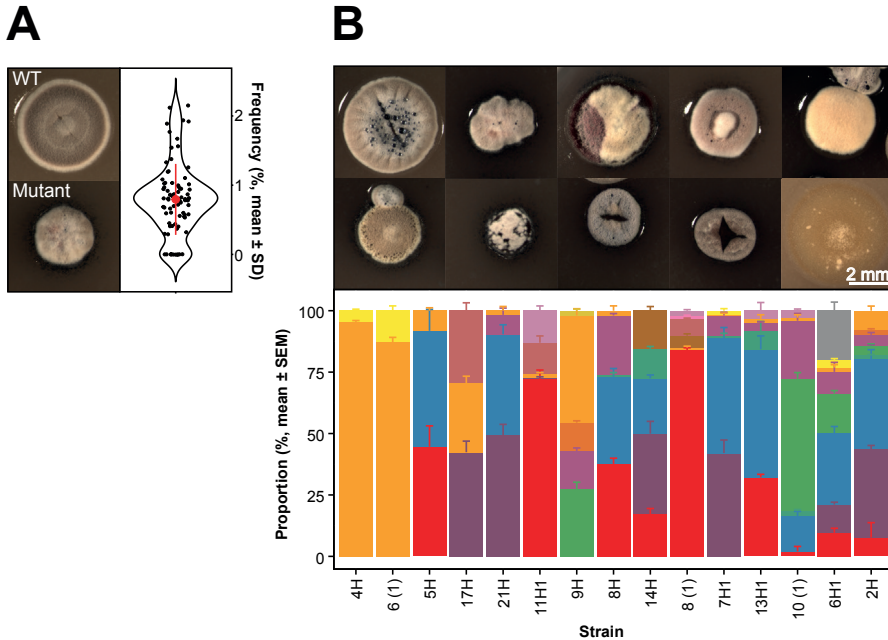 A
WT
Mutant
2
1
0
Frequency (%, mean ± SD)
B
2 mm
100
75
50
25
0
Proportion (%, mean ± SEM)
4H
6 (1)
5H
17H
21H
11H1
9H
8H
14H
8 (1)
7H1
13H1
10 (1)
6H1
2H
Strain